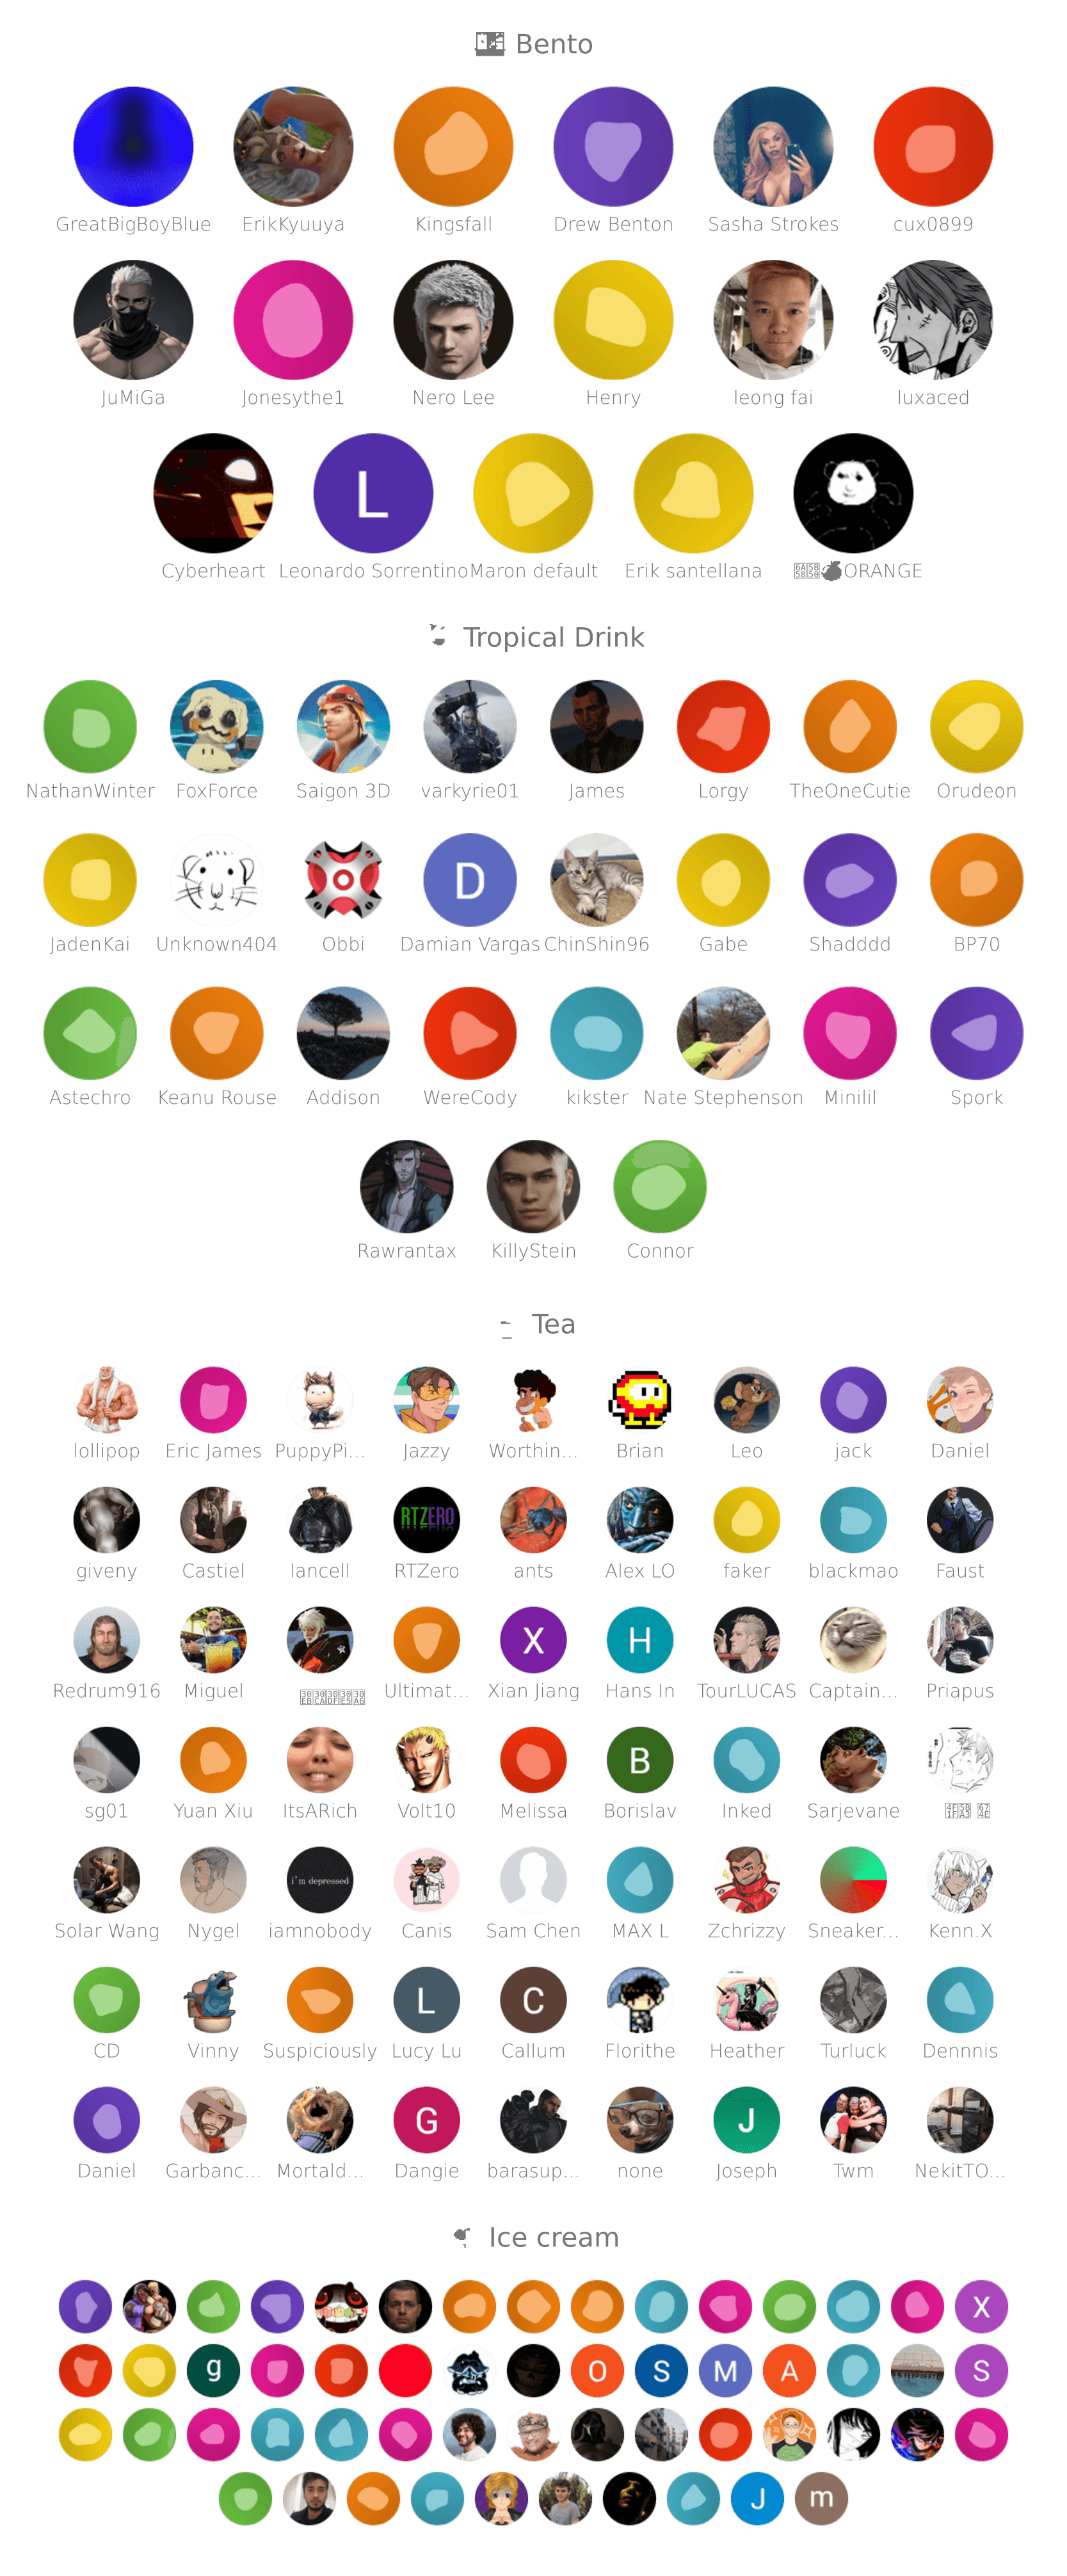 Bento
GreatBigBoyBlue ErikKyuuya Kingsfall Drew Benton Sasha Strokes cux0899
JuMiGa Jonesythe1 Nero Lee Henry leong fai luxaced
L
Cyberheart Leonardo Sorrentino Maron default Erik santellana ORANGE
Tropical Drink
NathanWinter FoxForce Saigon 3D varkyrie01 James Lorgy TheOneCutie Orudeon
D
JadenKai Unknown404 Obbi Damian Vargas ChinShin96 Gabe Shadddd BP70
Astechro Keanu Rouse Addison WereCody kikster Nate Stephenson Minilil Spork
Rawrantax KillyStein Connor
Tea
lollipop Eric James PuppyPi... Jazzy Worthin... Brian Leo jack Daniel
RTZERO
giveny Castiel lancell RTZero ants Alex LO faker blackmao Faust
X H
Redrum916 Miguel Ultimat... Xian Jiang Hans In TourLUCAS Captain... Priapus
B
sg01 Yuan Xiu ItsARich Volt10 Melissa Borislav Inked Sarjevane
i'm depressed
Solar Wang Nygel iamnobody Canis Sam Chen MAX L Zchrizzy Sneaker... Kenn.X
L C
CD Vinny Suspiciously Lucy Lu Callum Florithe Heather Turluck Dennnis
G J
Daniel Garbanc... Mortald... Dangie barasup... none Joseph Twm NekitTO...
Ice cream
X
g O S M A S
J m